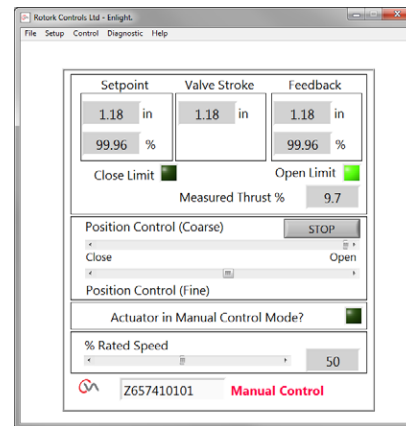 Rotork Controls Ltd - Enlight.
File Setup Control Diagnostic Help
Setpoint Valve Stroke Feedback
1.18 in 1.18 in 1.18 in
99.96 % 99.96 %
Close Limit Open Limit
Measured Thrust % 9.7
Position Control (Coarse) STOP
Close Open
Position Control (Fine)
Actuator in Manual Control Mode?
% Rated Speed
50
Z657410101 Manual Control